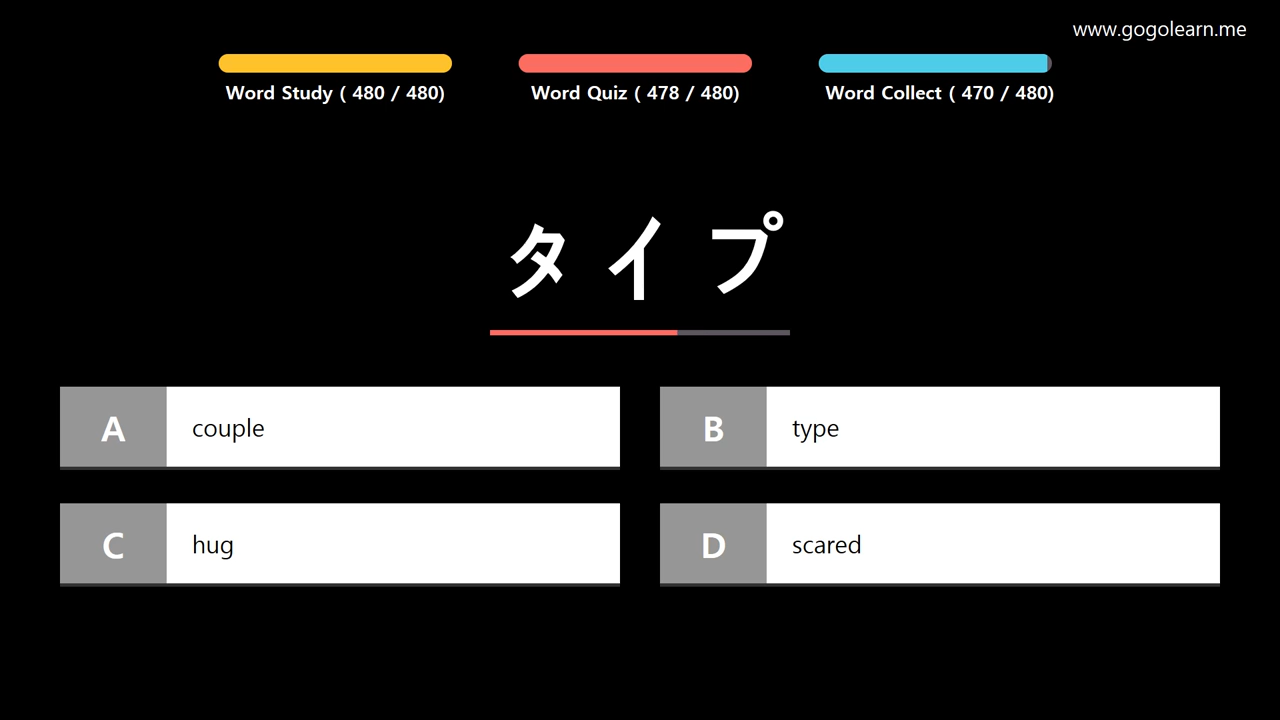 www.gogolearn.me
Word Study ( 480 / 480)
Word Quiz ( 478 / 480)
Word Collect ( 470 / 480)
タイプ
A couple
B type
C hug
D scared